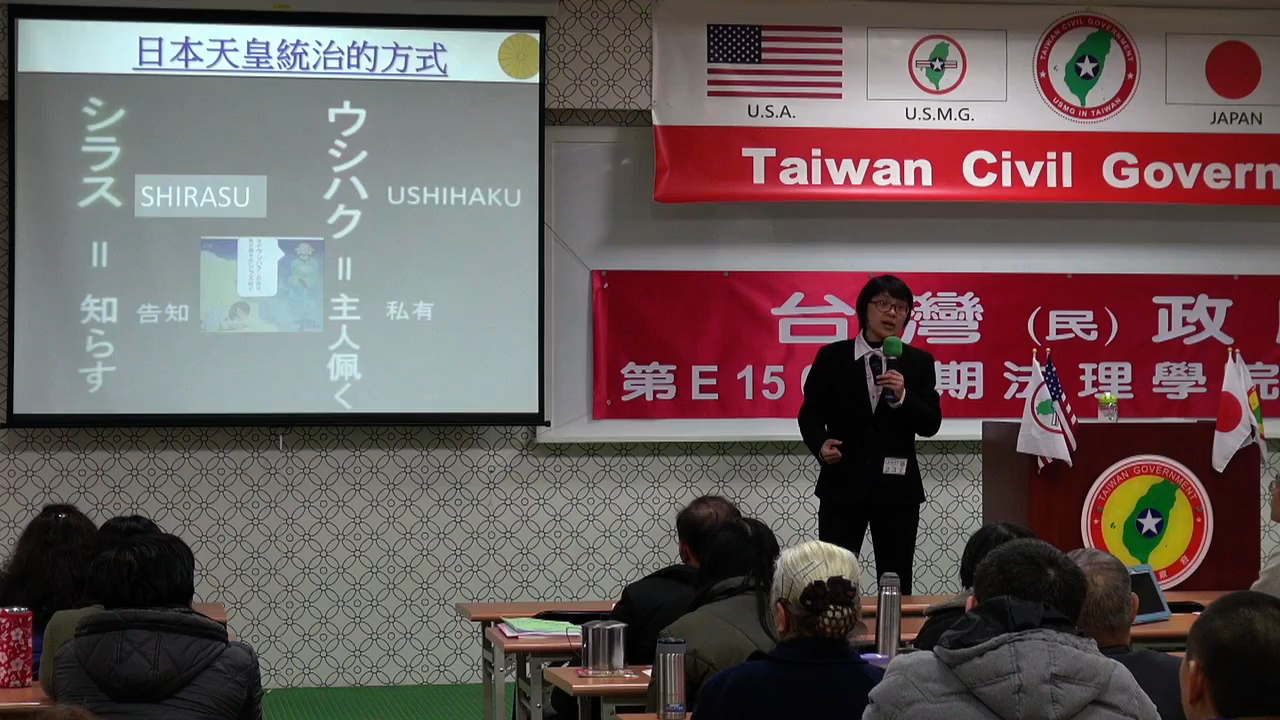 日本天皇統治的方式
シラス = 知らす
SHIRASU
告知
ウシハク = 主人佩く
USHIHAKU
私有
U.S.A.
U.S.M.G.
TAIWAN CIVIL GOVERNMENT
USMG IN TAIWAN
JAPAN
Taiwan Civil Govern
台灣(民)政
第E15 期法理學院
TAIWAN GOVERNMENT